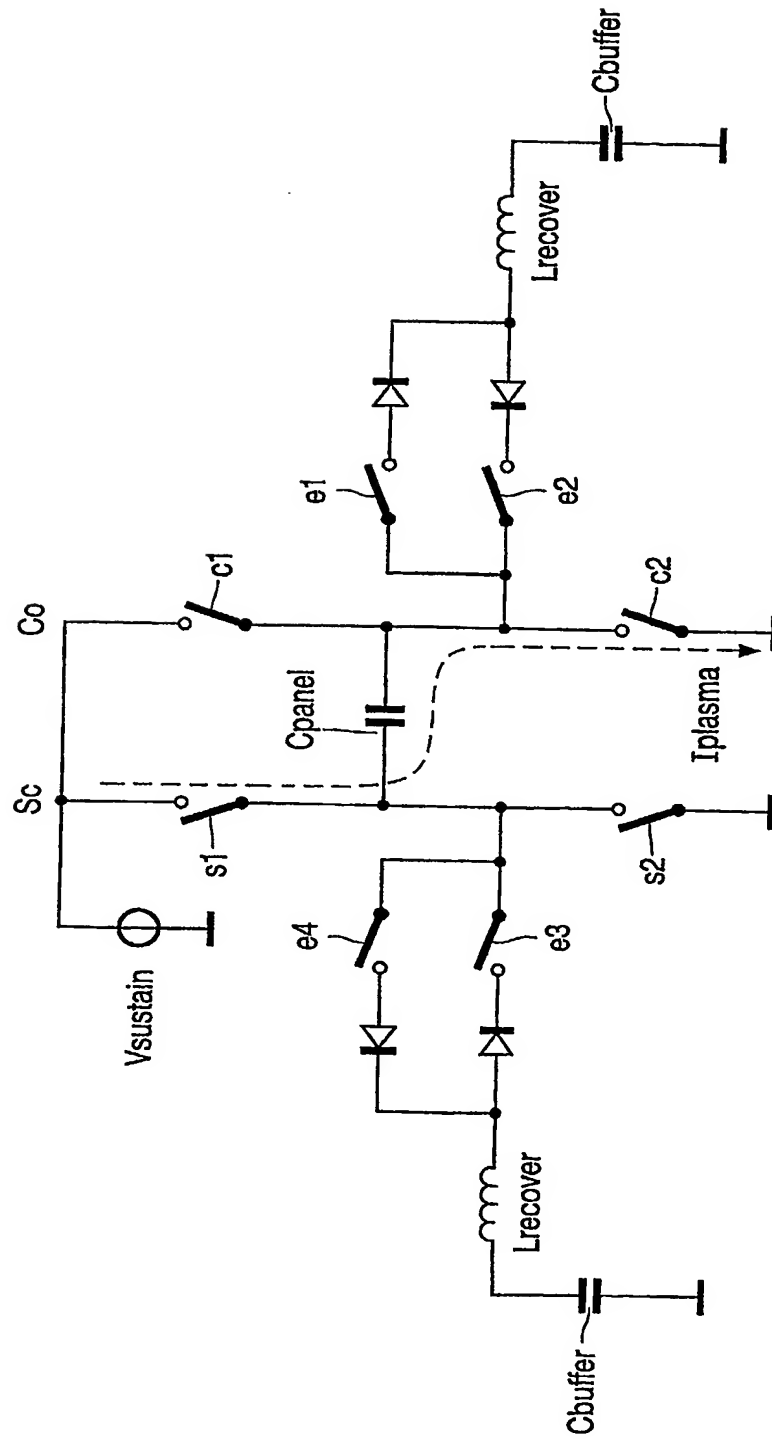 Sc
Co
Vsustain
s1
c1
e4
e3
e1
e2
Cpanel
Lrecover
Lrecover
Cbuffer
Cbuffer
s2
c2
Iplasma